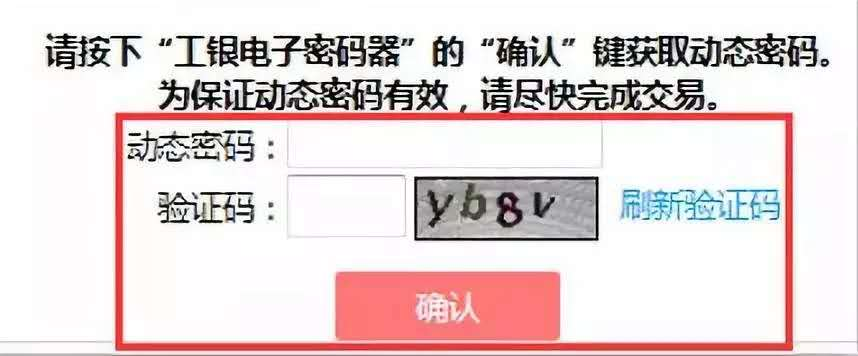 请按下“工银电子密码器”的“确认”键获取动态密码。
为保证动态密码有效，请尽快完成交易。
动态密码：
验证码： yb8v 刷新验证码
确认